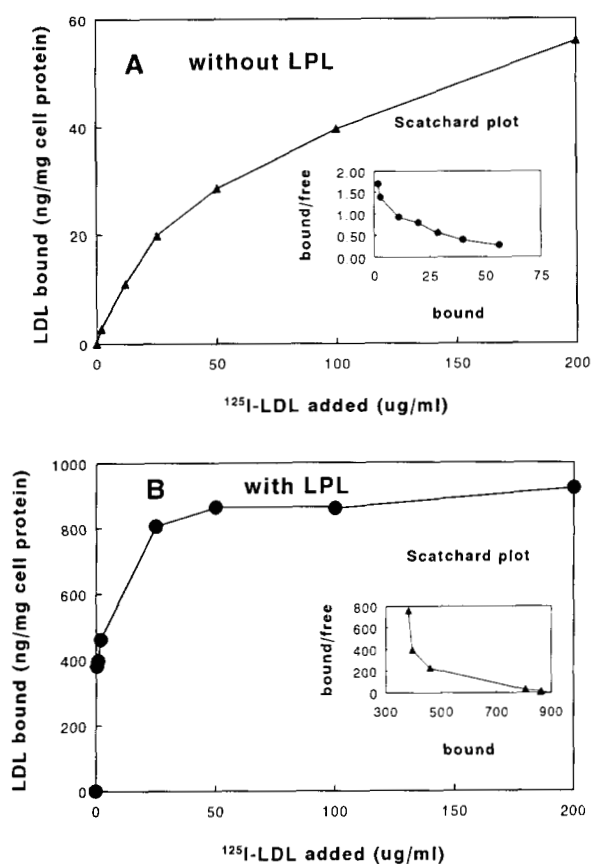 60
A without LPL
LDL bound (ng/mg cell protein)
40
Scatchard plot
bound/free
2.00
1.50
1.00
0.50
0.00
0 25 50 75
bound
20
0
0 50 100 150 200
¹²⁵I-LDL added (ug/ml)
1000
B with LPL
LDL bound (ng/mg cell protein)
800
Scatchard plot
600
bound/free
800
600
400
200
0
300 500 700 900
bound
400
200
0
0 50 100 150 200
¹²⁵I-LDL added (ug/ml)